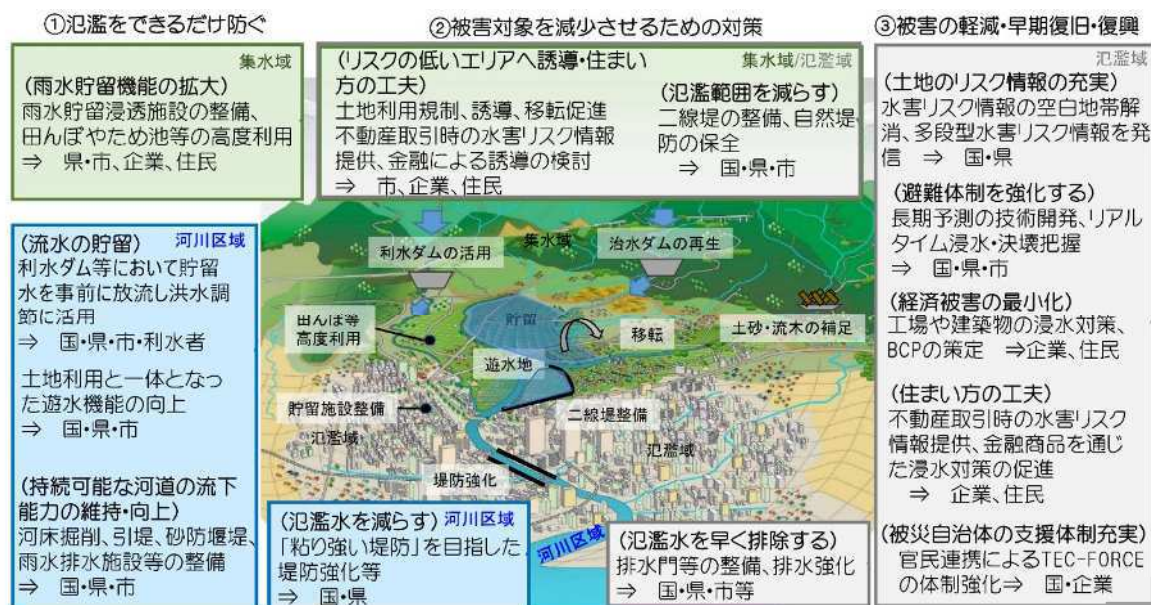 ①氾濫をできるだけ防ぐ
集水域
(雨水貯留機能の拡大)
雨水貯留浸透施設の整備、
田んぼやため池等の高度利用
⇒ 県・市、企業、住民
(流水の貯留) 河川区域
利水ダム等において貯留
水を事前に放流し洪水調
節に活用
⇒ 国・県・市・利水者
土地利用と一体となっ
た遊水機能の向上
⇒ 国・県・市
(持続可能な河道の流下
能力の維持・向上)
河床掘削、引堤、砂防堰堤、
雨水排水施設等の整備
⇒ 国・県・市
②被害対象を減少させるための対策
(リスクの低いエリアへ誘導・住まい
方の工夫)
土地利用規制、誘導、移転促進
不動産取引時の水害リスク情報
提供、金融による誘導の検討
⇒ 市、企業、住民
集水域/氾濫域
(氾濫範囲を減らす)
二線堤の整備、自然堤
防の保全
⇒ 国・県・市
利水ダムの活用
集水域
治水ダムの再生
田んぼ等
高度利用
貯留
移転
土砂・流木の補足
遊水地
貯留施設整備
二線堤整備
氾濫域
氾濫域
堤防強化
河川区域
(氾濫水を減らす) 河川区域
「粘り強い堤防」を目指した
堤防強化等
⇒ 国・県
(氾濫水を早く排除する)
排水門等の整備、排水強化
⇒ 国・県・市等
③被害の軽減・早期復旧・復興
氾濫域
(土地のリスク情報の充実)
水害リスク情報の空白地帯解
消、多段型水害リスク情報を発
信 ⇒ 国・県
(避難体制を強化する)
長期予測の技術開発、リアル
タイム浸水・決壊把握
⇒ 国・県・市
(経済被害の最小化)
工場や建築物の浸水対策、
BCPの策定 ⇒企業、住民
(住まい方の工夫)
不動産取引時の水害リスク
情報提供、金融商品を通じ
た浸水対策の促進
⇒ 企業、住民
(被災自治体の支援体制充実)
官民連携によるTEC-FORCE
の体制強化⇒ 国・企業